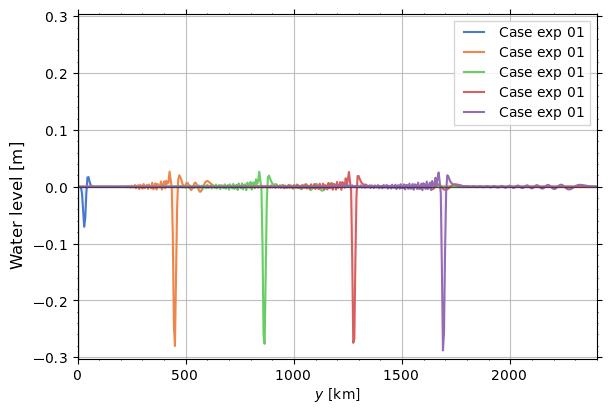 0.3
0.2
0.1
0.0
−0.1
−0.2
−0.3
Water level [m]
Case exp 01
Case exp 01
Case exp 01
Case exp 01
Case exp 01
0 500 1000 1500 2000
y [km]